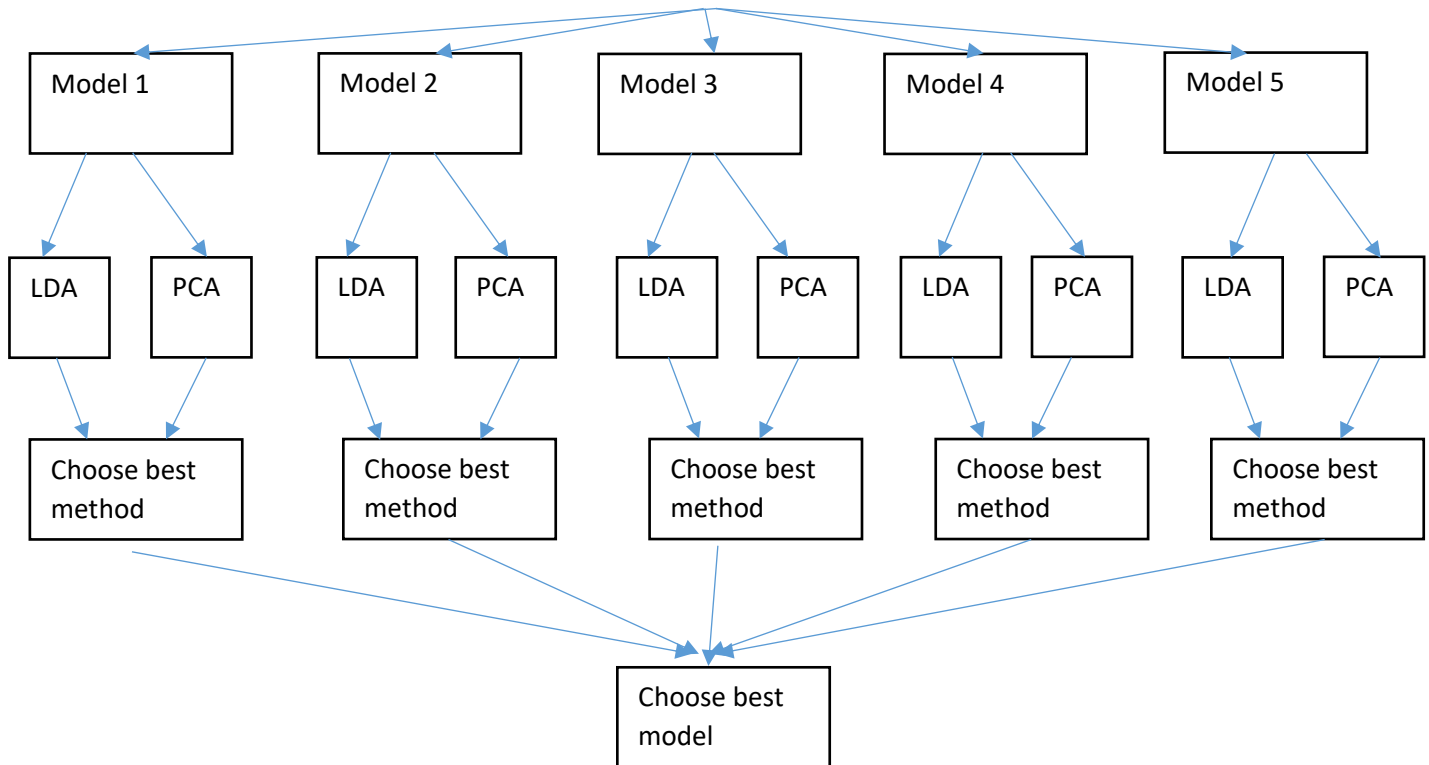 Model 1
Model 2
Model 3
Model 4
Model 5
LDA
PCA
LDA
PCA
LDA
PCA
LDA
PCA
LDA
PCA
Choose best
method
Choose best
method
Choose best
method
Choose best
method
Choose best
method
Choose best
model